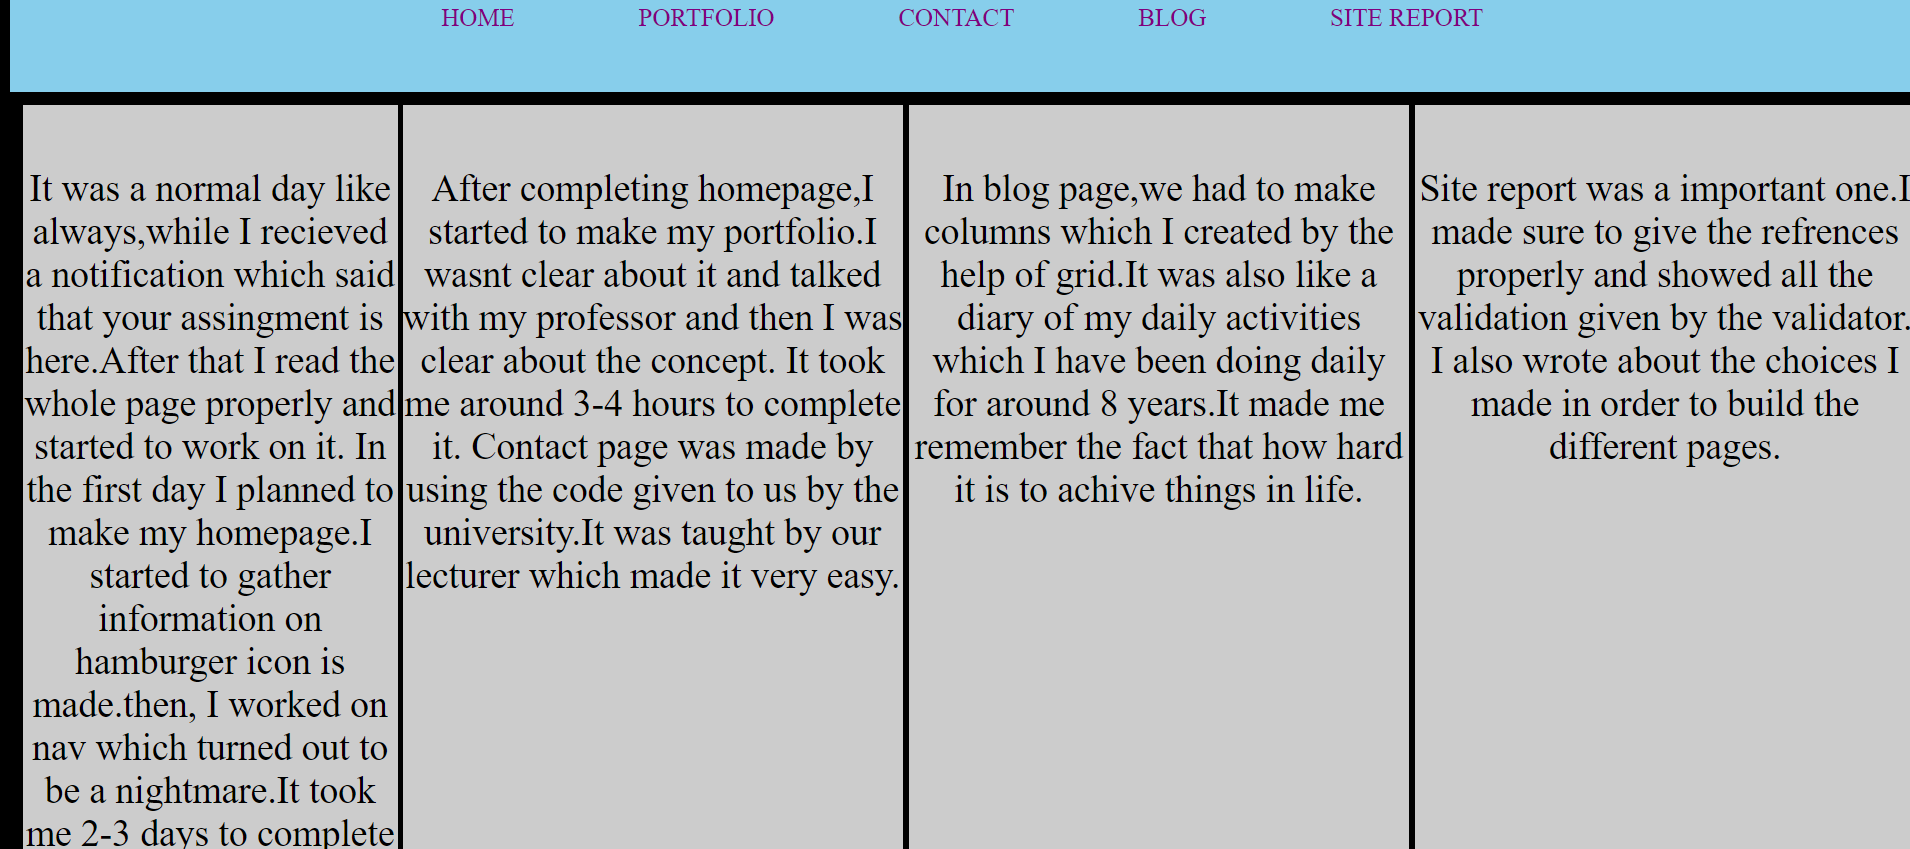 HOME PORTFOLIO CONTACT BLOG SITE REPORT
It was a normal day like
always,while I recieved
a notification which said
that your assingment is
here.After that I read the
whole page properly and
started to work on it. In
the first day I planned to
make my homepage.I
started to gather
information on
hamburger icon is
made.then, I worked on
nav which turned out to
be a nightmare.It took
me 2-3 days to complete
After completing homepage,I
started to make my portfolio.I
wasnt clear about it and talked
with my professor and then I was
clear about the concept. It took
me around 3-4 hours to complete
it. Contact page was made by
using the code given to us by the
university.It was taught by our
lecturer which made it very easy.
In blog page,we had to make
columns which I created by the
help of grid.It was also like a
diary of my daily activities
which I have been doing daily
for around 8 years.It made me
remember the fact that how hard
it is to achive things in life.
Site report was a important one.I
made sure to give the refrences
properly and showed all the
validation given by the validator.
I also wrote about the choices I
made in order to build the
different pages.